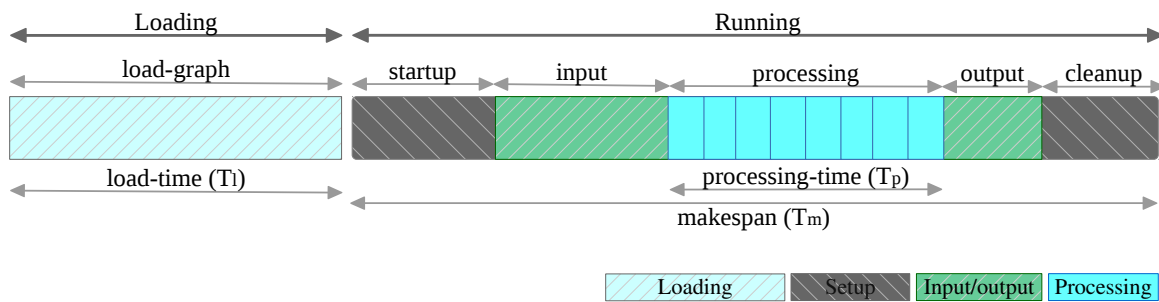 Loading Running
load-graph startup input processing output cleanup
load-time (Tl) processing-time (Tp)
makespan (Tm)
Loading Setup Input/output Processing